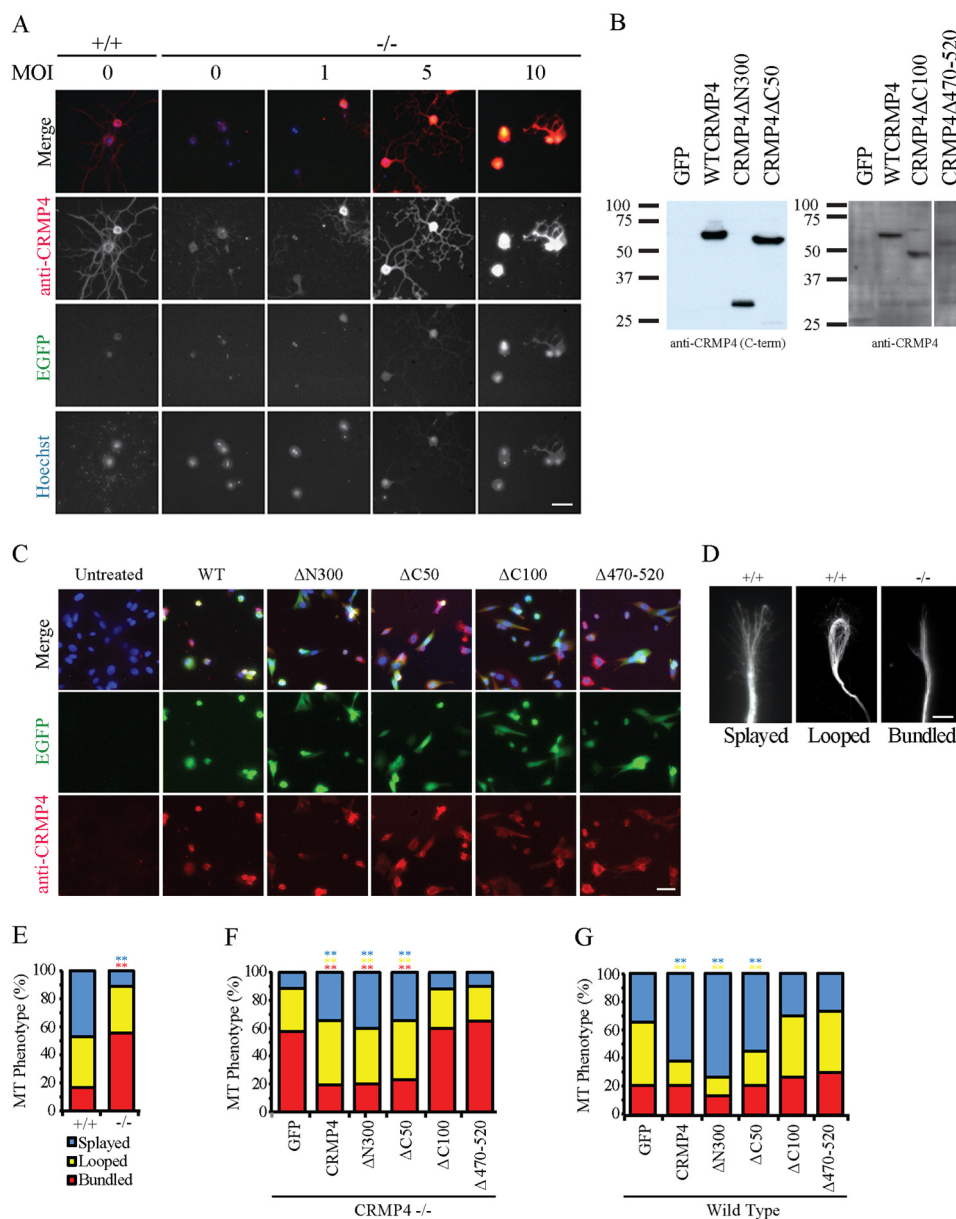 A
+/+
-/-
MOI 0 0 1 5 10
Merge
anti-CRMP4
EGFP
Hoechst
B
GFP
WTCRMP4
CRMP4ΔN300
CRMP4ΔC50
100
75
50
37
25
anti-CRMP4 (C-term)
GFP
WTCRMP4
CRMP4ΔC100
CRMP4Δ470-520
100
75
50
37
25
anti-CRMP4
C
Untreated WT ΔN300 ΔC50 ΔC100 Δ470-520
Merge
EGFP
anti-CRMP4
D
+/+ +/+ -/-
Splayed Looped Bundled
E
**
**
MT Phenotype (%)
100
80
60
40
20
0
+/+ -/-
Splayed
Looped
Bundled
F
** ** **
** ** **
** ** **
MT Phenotype (%)
100
80
60
40
20
0
GFP
CRMP4
ΔN300
ΔC50
ΔC100
Δ470-520
CRMP4 -/-
G
** ** **
** ** **
MT Phenotype (%)
100
80
60
40
20
0
GFP
CRMP4
ΔN300
ΔC50
ΔC100
Δ470-520
Wild Type